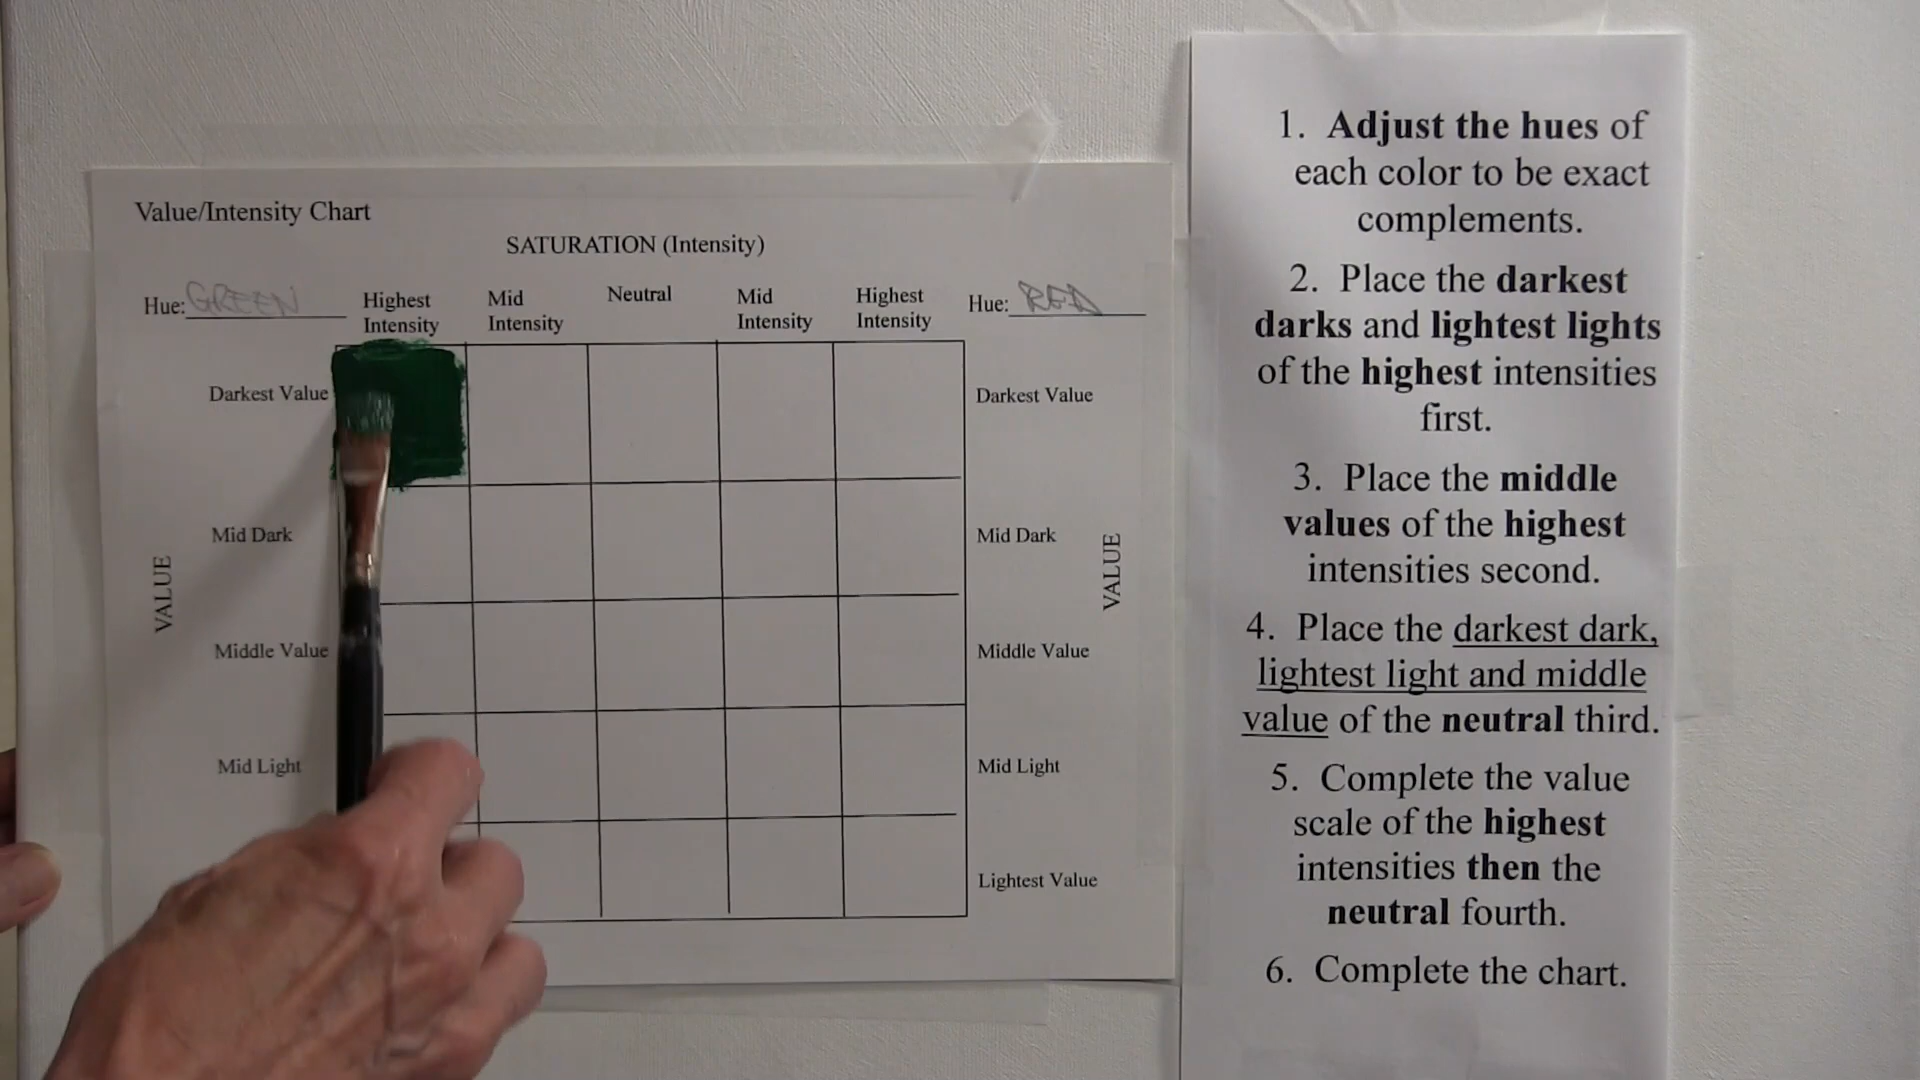 Value/Intensity Chart
SATURATION (Intensity)
Hue: GREEN
Highest
Intensity
Mid
Intensity
Neutral
Mid
Intensity
Highest
Intensity
Hue: RED
Darkest Value
Darkest Value
Mid Dark
Mid Dark
VALUE
VALUE
Middle Value
Middle Value
Mid Light
Mid Light
Lightest Value
1. Adjust the hues of
each color to be exact
complements.
2. Place the darkest
darks and lightest lights
of the highest intensities
first.
3. Place the middle
values of the highest
intensities second.
4. Place the darkest dark,
lightest light and middle
value of the neutral third.
5. Complete the value
scale of the highest
intensities then the
neutral fourth.
6. Complete the chart.